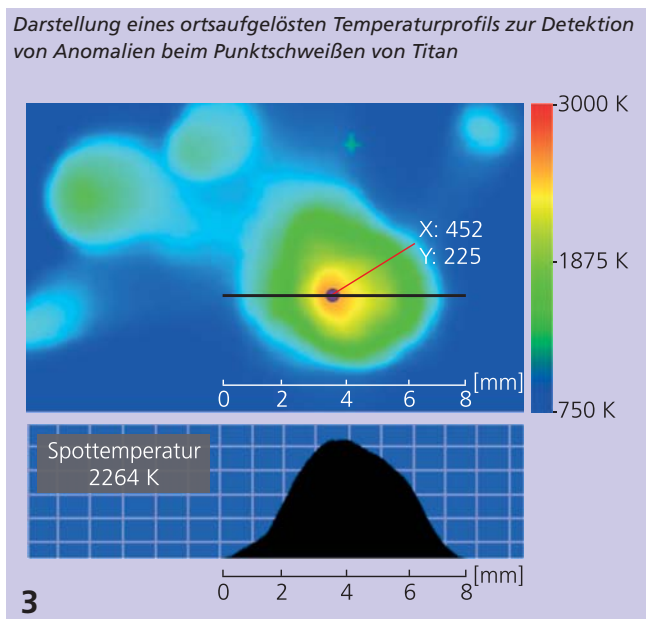 Darstellung eines ortsaufgelösten Temperaturprofils zur Detektion
von Anomalien beim Punktschweißen von Titan
3000 K
X: 452
Y: 225
1875 K
[mm]
0 2 4 6 8
750 K
Spottemperatur
2264 K
[mm]
0 2 4 6 8
3